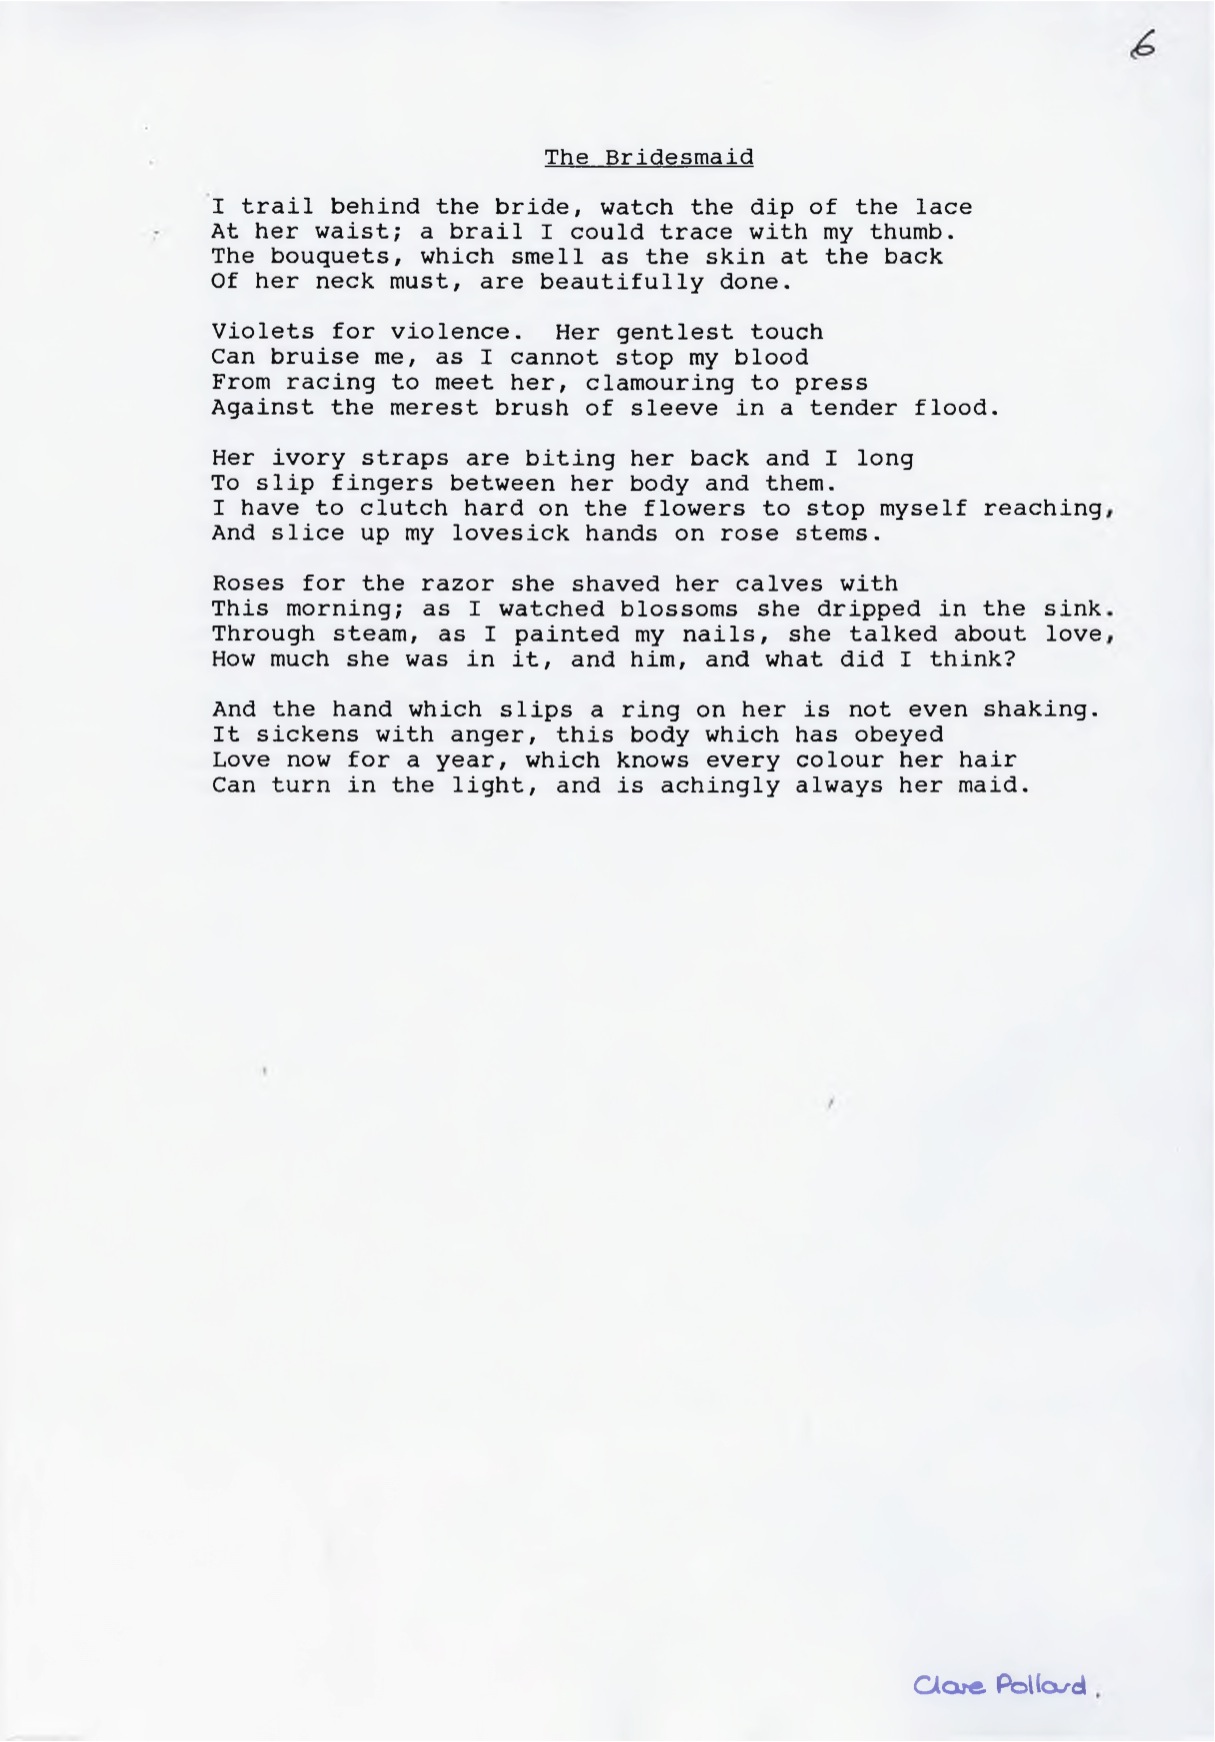 6
The Bridesmaid
I trail behind the bride, watch the dip of the lace
At her waist; a brail I could trace with my thumb.
The bouquets, which smell as the skin at the back
Of her neck must, are beautifully done.
Violets for violence.  Her gentlest touch
Can bruise me, as I cannot stop my blood
From racing to meet her, clamouring to press
Against the merest brush of sleeve in a tender flood.
Her ivory straps are biting her back and I long
To slip fingers between her body and them.
I have to clutch hard on the flowers to stop myself reaching,
And slice up my lovesick hands on rose stems.
Roses for the razor she shaved her calves with
This morning; as I watched blossoms she dripped in the sink.
Through steam, as I painted my nails, she talked about love,
How much she was in it, and him, and what did I think?
And the hand which slips a ring on her is not even shaking.
It sickens with anger, this body which has obeyed
Love now for a year, which knows every colour her hair
Can turn in the light, and is achingly always her maid.
Clare Pollard.